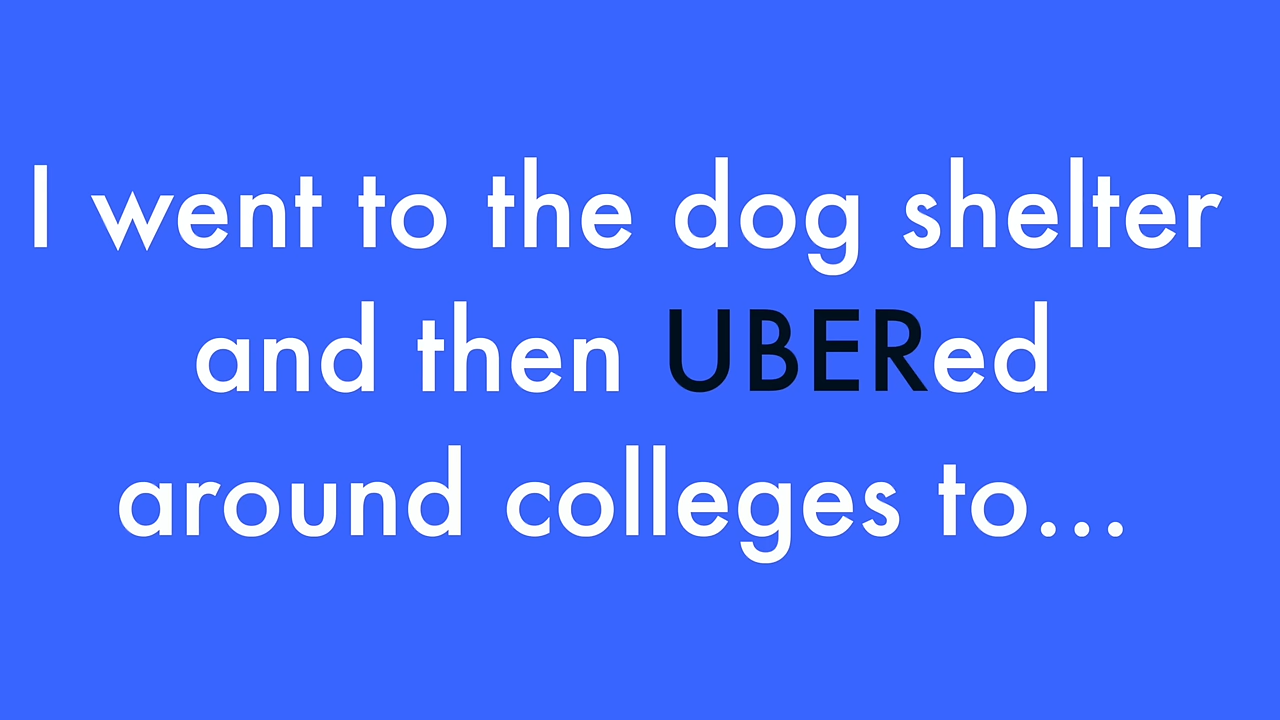 I went to the dog shelter
and then UBERed
around colleges to...